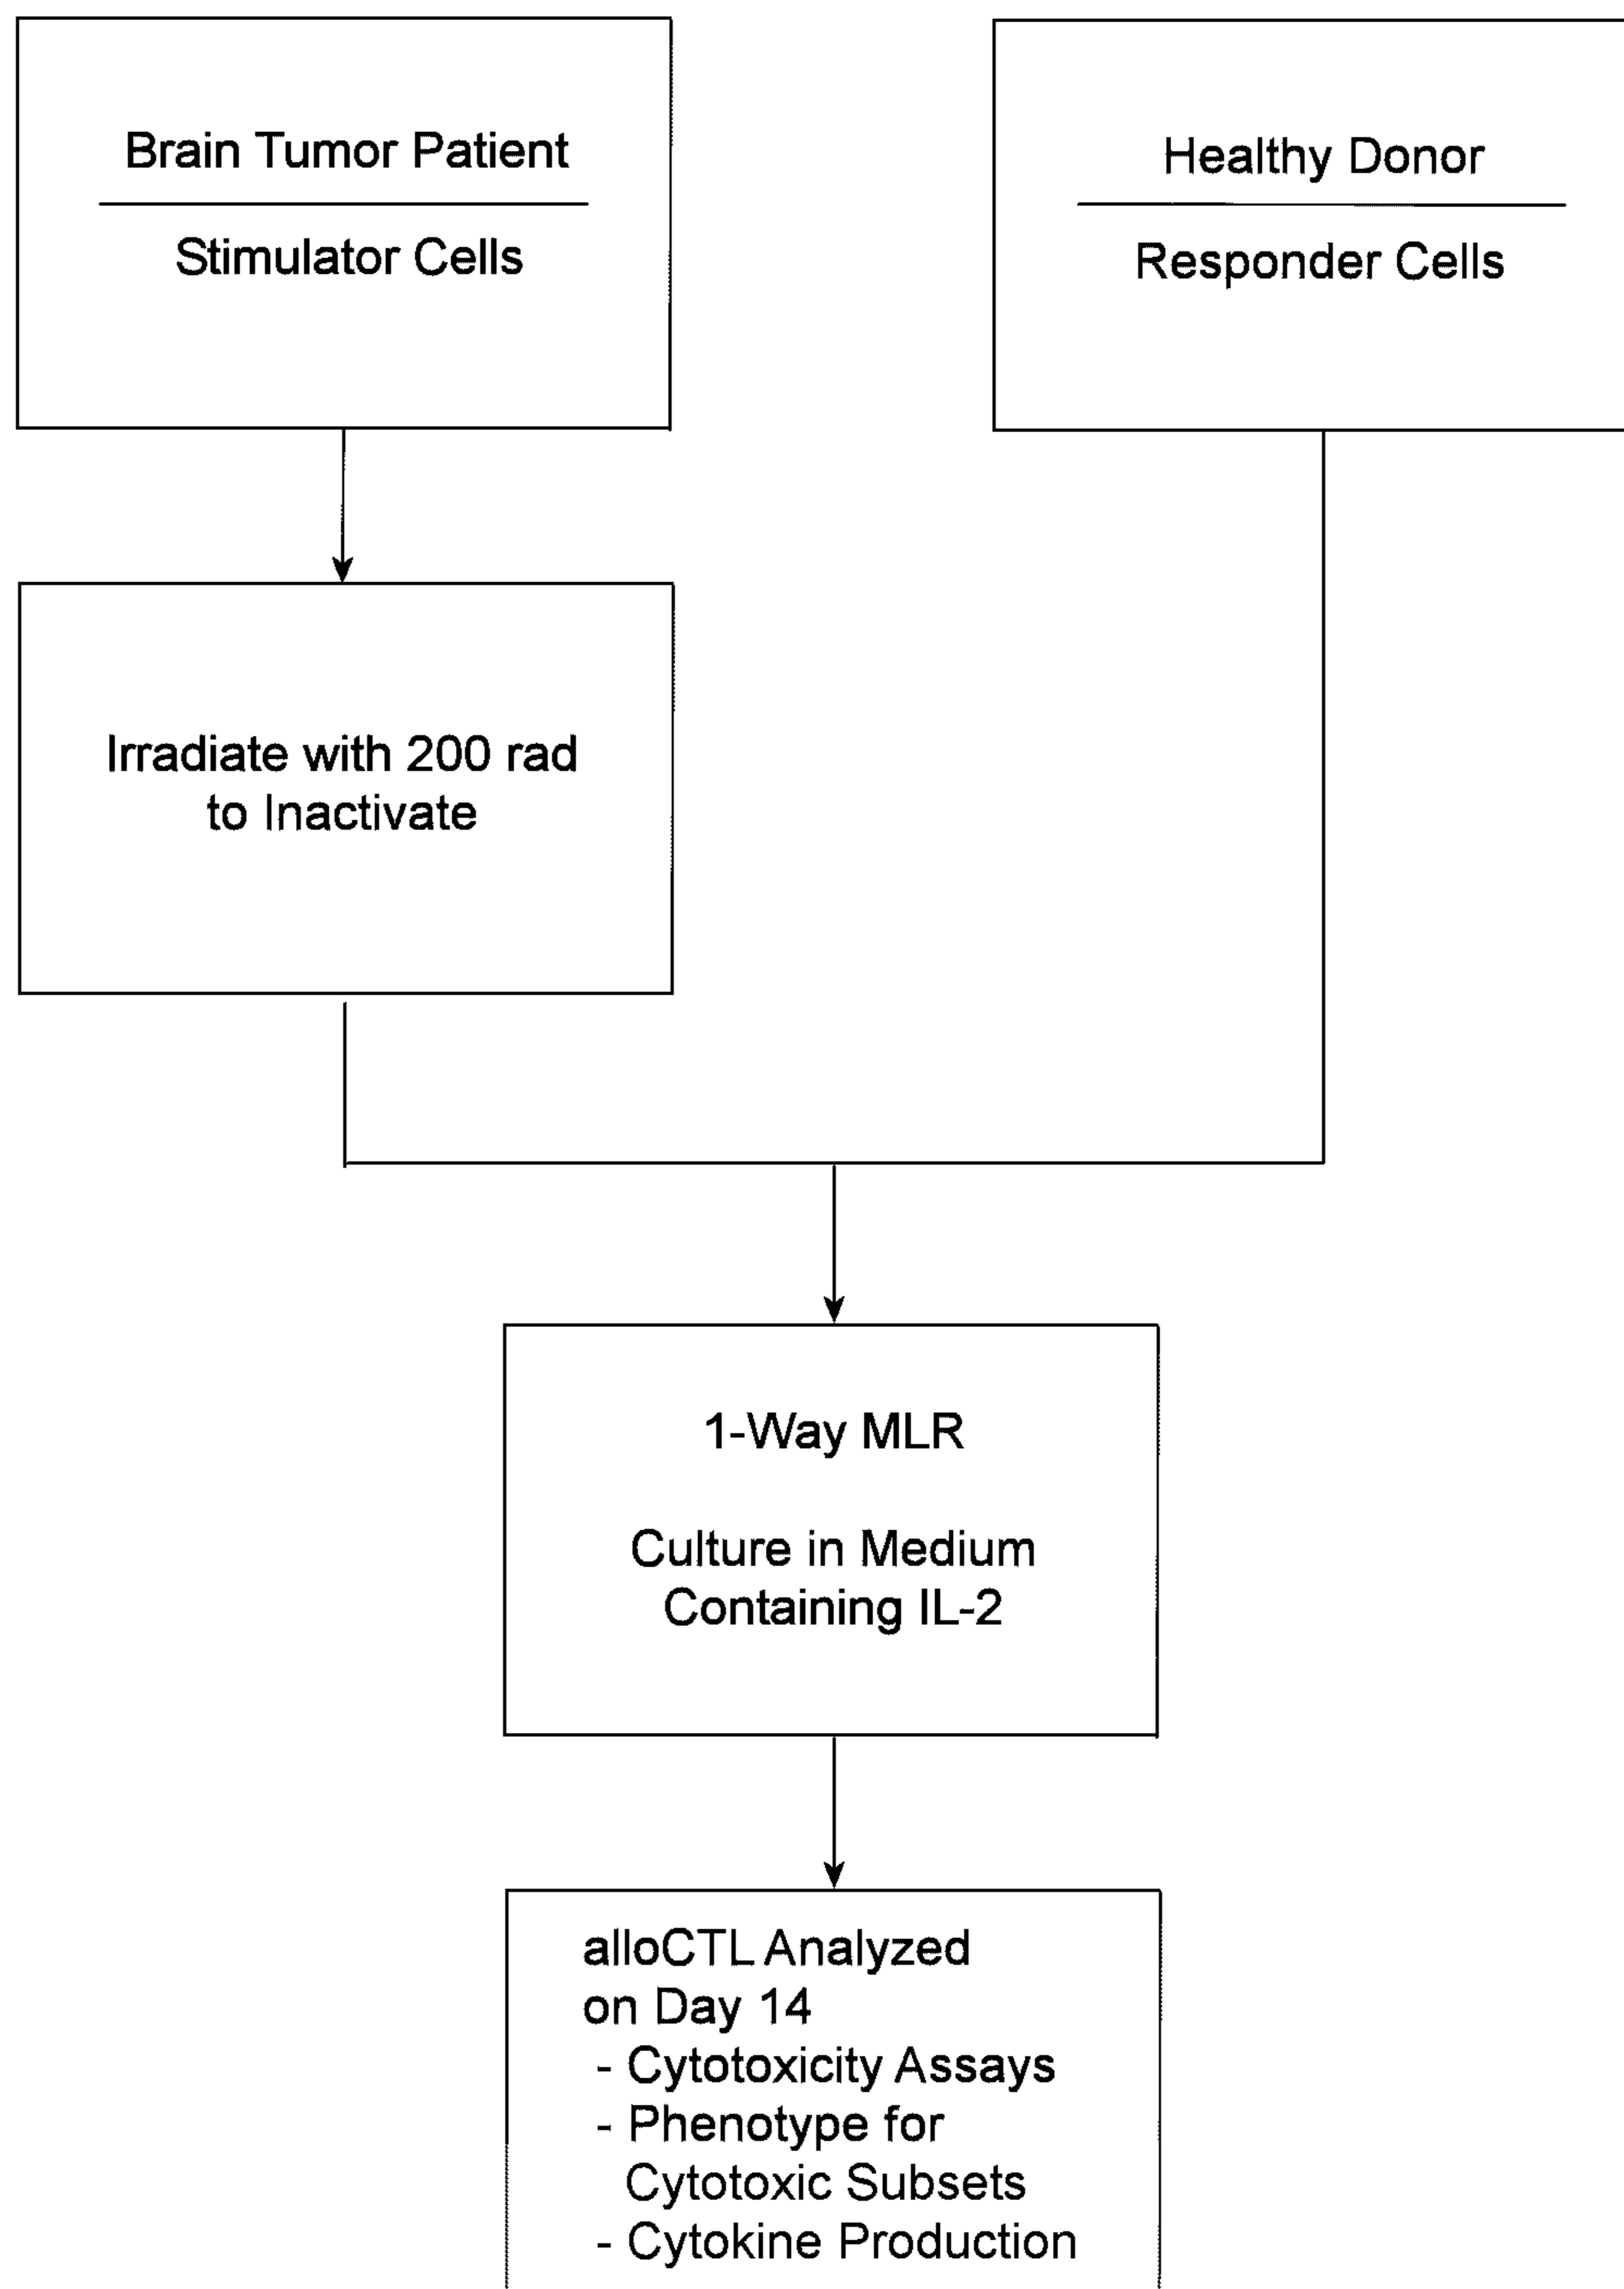 Brain Tumor Patient
Stimulator Cells
Healthy Donor
Responder Cells
Irradiate with 200 rad
to Inactivate
1-Way MLR
Culture in Medium
Containing IL-2
alloCTL Analyzed
on Day 14
- Cytotoxicity Assays
- Phenotype for
Cytotoxic Subsets
- Cytokine Production